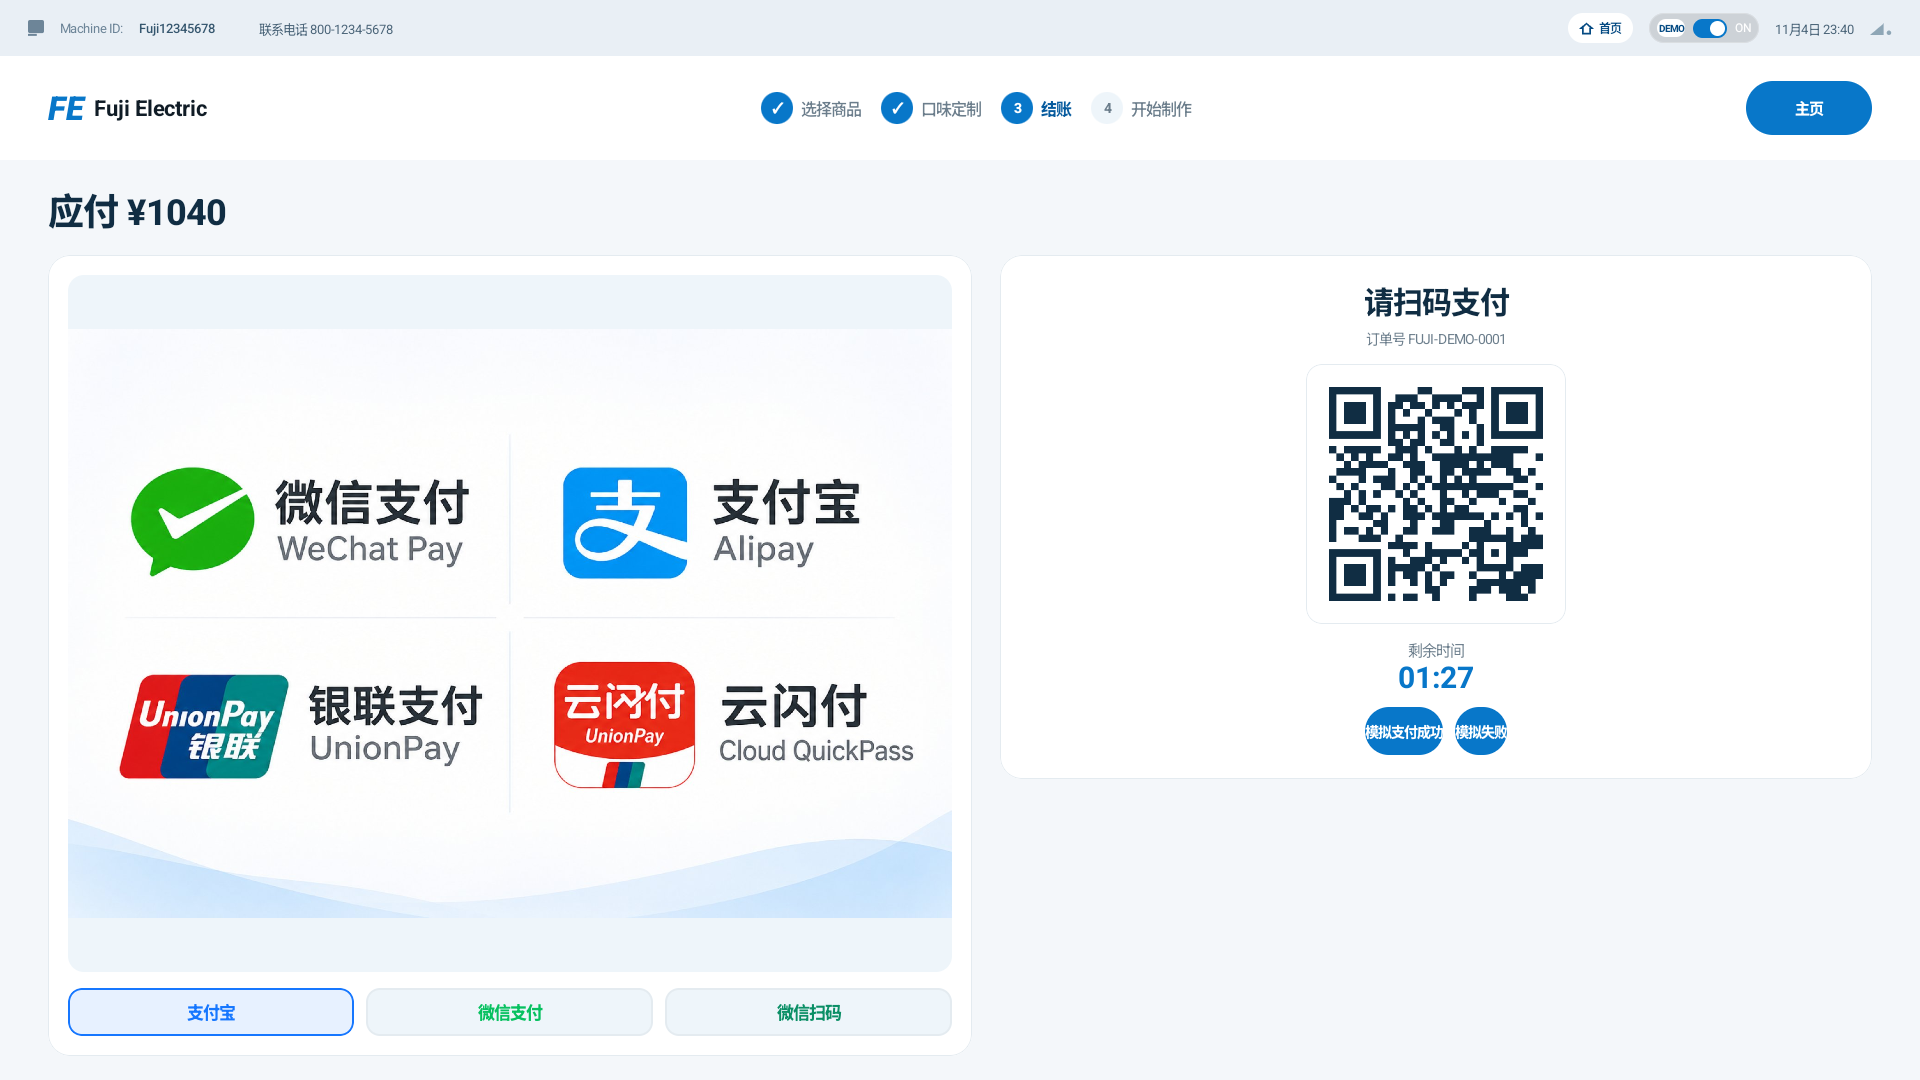 Machine ID: Fuji12345678 联系电话 800-1234-5678
首页 DEMO ON 11月4日 23:40
FE Fuji Electric
✓ 选择商品 ✓ 口味定制 3 结账 4 开始制作
主页
应付 ¥1040
微信支付
WeChat Pay
支付宝
Alipay
UnionPay
银联
银联支付
UnionPay
云闪付
UnionPay
云闪付
Cloud QuickPass
支付宝 微信支付 微信扫码
请扫码支付
订单号 FUJI-DEMO-0001
剩余时间
01:27
模拟支付成功 模拟失败